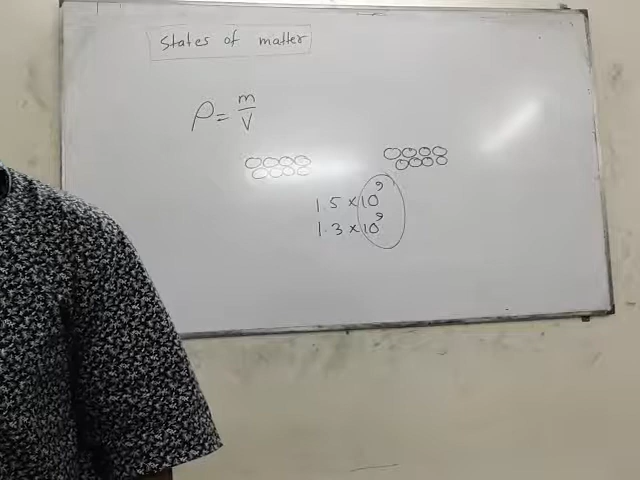 States of matter
ρ = m/V
1.5 × 10⁹
1.3 × 10⁹